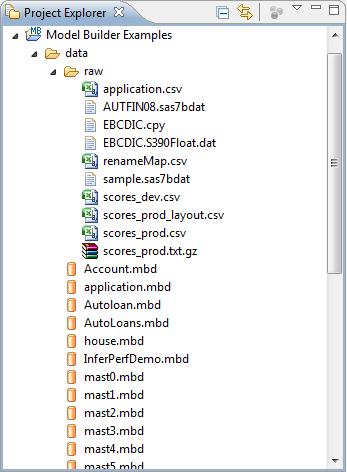 Project Explorer
Model Builder Examples
data
raw
application.csv
AUTFIN08.sas7bdat
EBCDIC.cpy
EBCDIC.S390Float.dat
renameMap.csv
sample.sas7bdat
scores_dev.csv
scores_prod_layout.csv
scores_prod.csv
scores_prod.txt.gz
Account.mbd
application.mbd
Autoloan.mbd
AutoLoans.mbd
house.mbd
InferPerfDemo.mbd
mast0.mbd
mast1.mbd
mast2.mbd
mast3.mbd
mast4.mbd
mast5.mbd